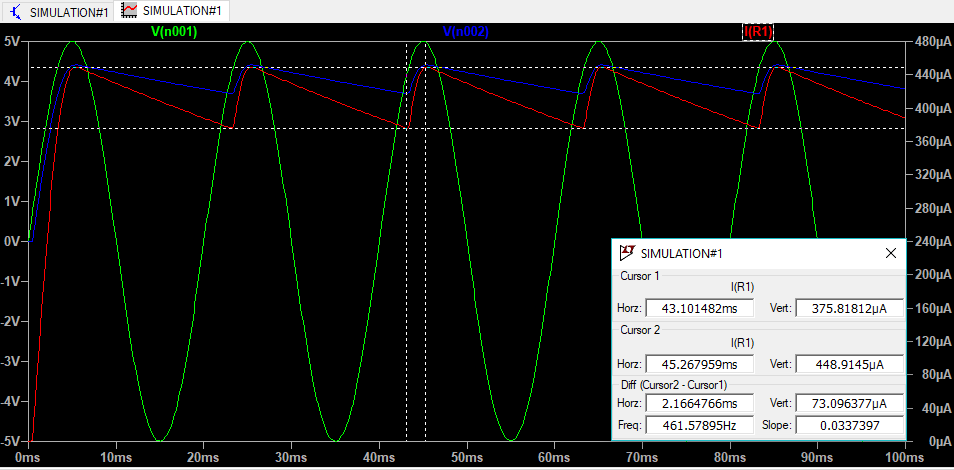 SIMULATION#1 SIMULATION#1
V(n001) V(n002) I(R1)
5V 480µA
4V 440µA
3V 400µA
2V 360µA
1V 320µA
0V 280µA
-1V 240µA
-2V 200µA
-3V 160µA
-4V 120µA
-5V 80µA
40µA
0µA
0ms 10ms 20ms 30ms 40ms 50ms 60ms 70ms 80ms 90ms 100ms
SIMULATION#1
Cursor 1
I(R1)
Horz: 43.101482ms Vert: 375.81812µA
Cursor 2
I(R1)
Horz: 45.267959ms Vert: 448.9145µA
Diff (Cursor2 - Cursor1)
Horz: 2.1664766ms Vert: 73.096377µA
Freq: 461.57895Hz Slope: 0.0337397